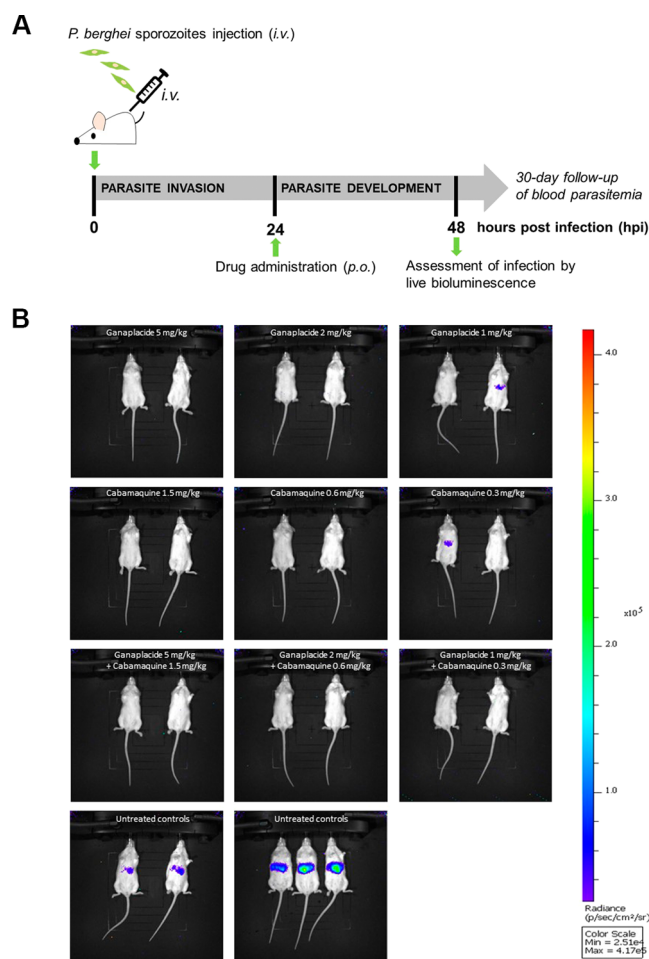 A
P. berghei sporozoites injection (i.v.)
i.v.
PARASITE INVASION
PARASITE DEVELOPMENT
30-day follow-up
of blood parasitemia
0
24
48
hours post infection (hpi)
Drug administration (p.o.)
Assessment of infection by
live bioluminescence
B
Ganaplacide 5 mg/kg
Ganaplacide 2 mg/kg
Ganaplacide 1 mg/kg
Cabamaquine 1.5 mg/kg
Cabamaquine 0.6 mg/kg
Cabamaquine 0.3 mg/kg
Ganaplacide 5 mg/kg
+ Cabamaquine 1.5 mg/kg
Ganaplacide 2 mg/kg
+ Cabamaquine 0.6mg/kg
Ganaplacide 1 mg/kg
+ Cabamaquine 0.3 mg/kg
Untreated controls
Untreated controls
4.0
3.0
x10⁵
2.0
1.0
Radiance
(p/sec/cm²/sr)
Color Scale
Min = 2.51e4
Max = 4.17e5